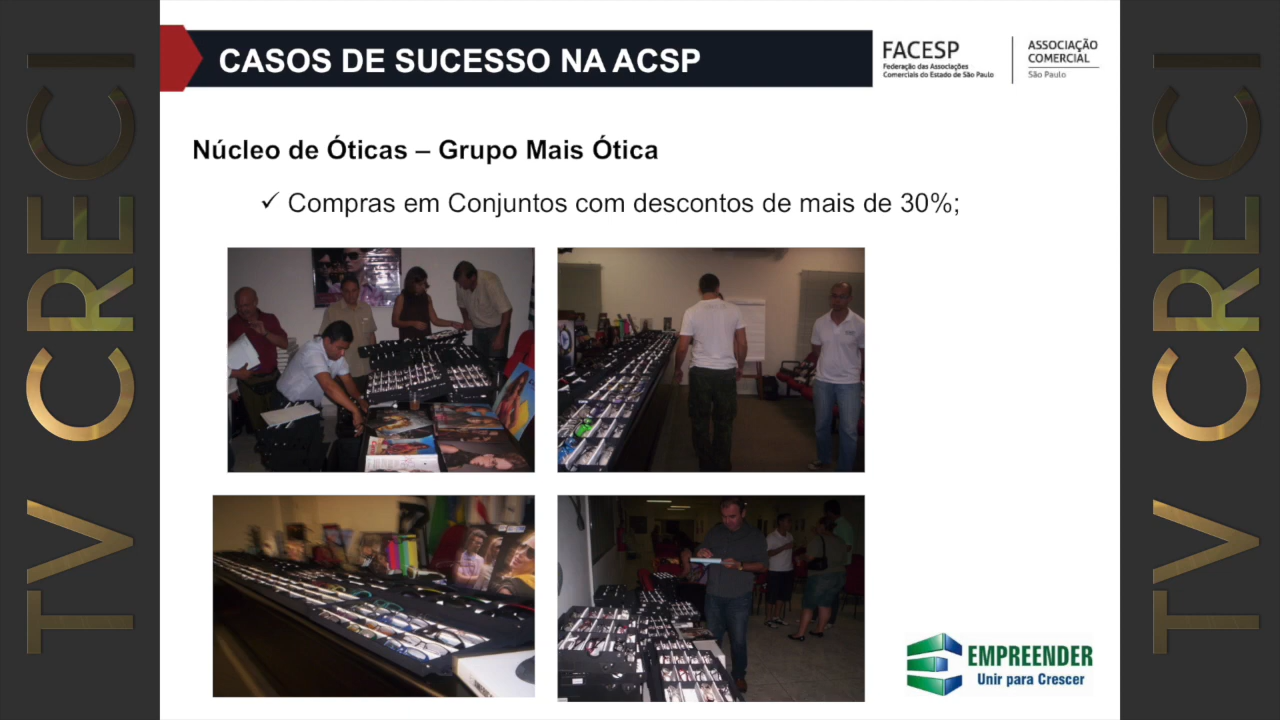 CASOS DE SUCESSO NA ACSP
FACESP
Federação das Associações
Comerciais do Estado de São Paulo
ASSOCIAÇÃO
COMERCIAL
São Paulo
Núcleo de Óticas – Grupo Mais Ótica
✓ Compras em Conjuntos com descontos de mais de 30%;
EMPREENDER
Unir para Crescer
TV CRECI
TV CRECI